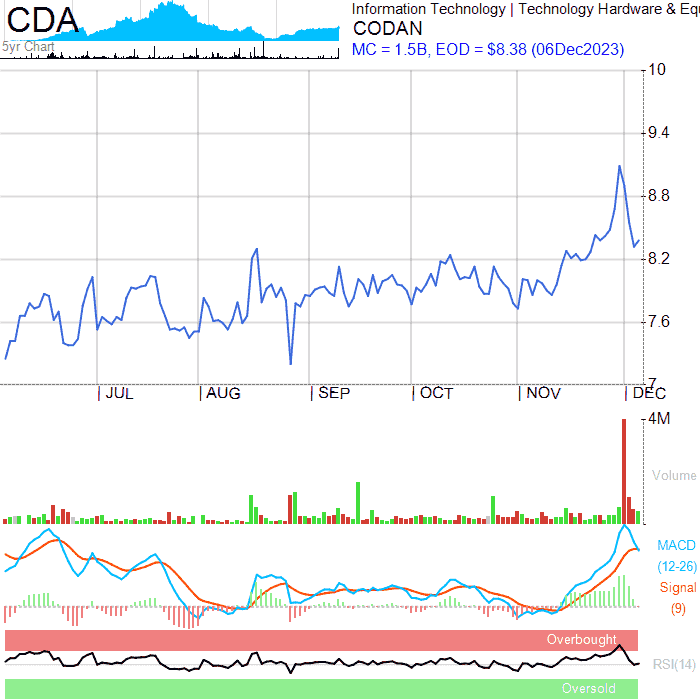 CDA
5yr Chart
Information Technology | Technology Hardware & Equ
CODAN
MC = 1.5B, EOD = $8.38 (06Dec2023)
10
9.4
8.8
8.2
7.6
7
JUL AUG SEP OCT NOV DEC
4M
Volume
MACD
(12-26)
Signal
(9)
Overbought
RSI(14)
Oversold